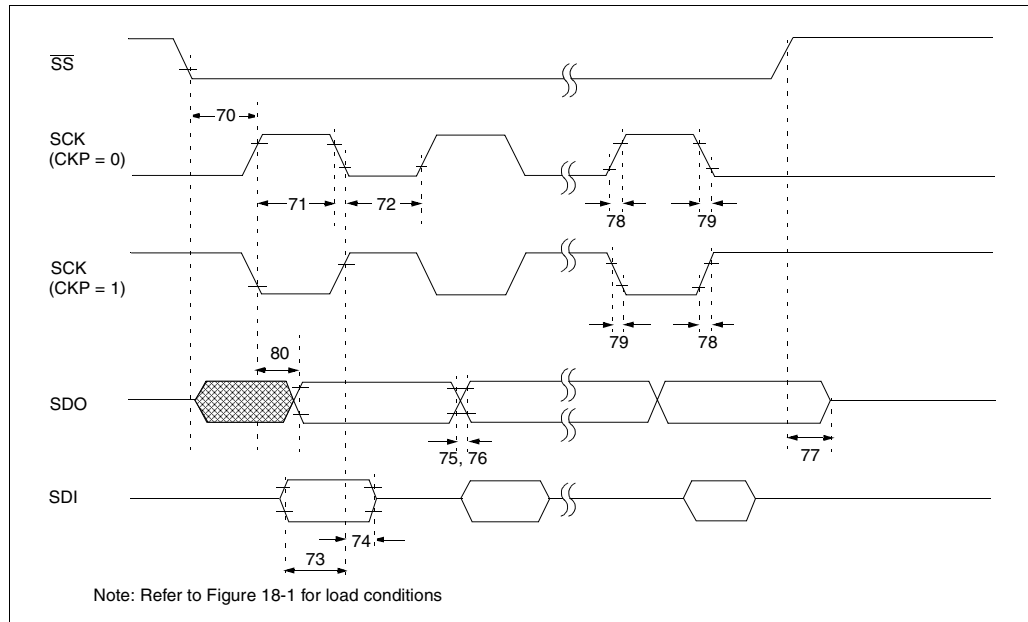 SS
70
SCK
(CKP = 0)
71
72
78
79
SCK
(CKP = 1)
79
78
80
SDO
75, 76
77
SDI
74
73
Note: Refer to Figure 18-1 for load conditions